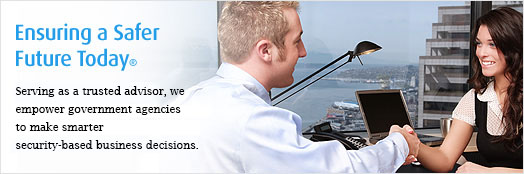 Ensuring a Safer
Future Today®
Serving as a trusted advisor, we
empower government agencies
to make smarter
security-based business decisions.